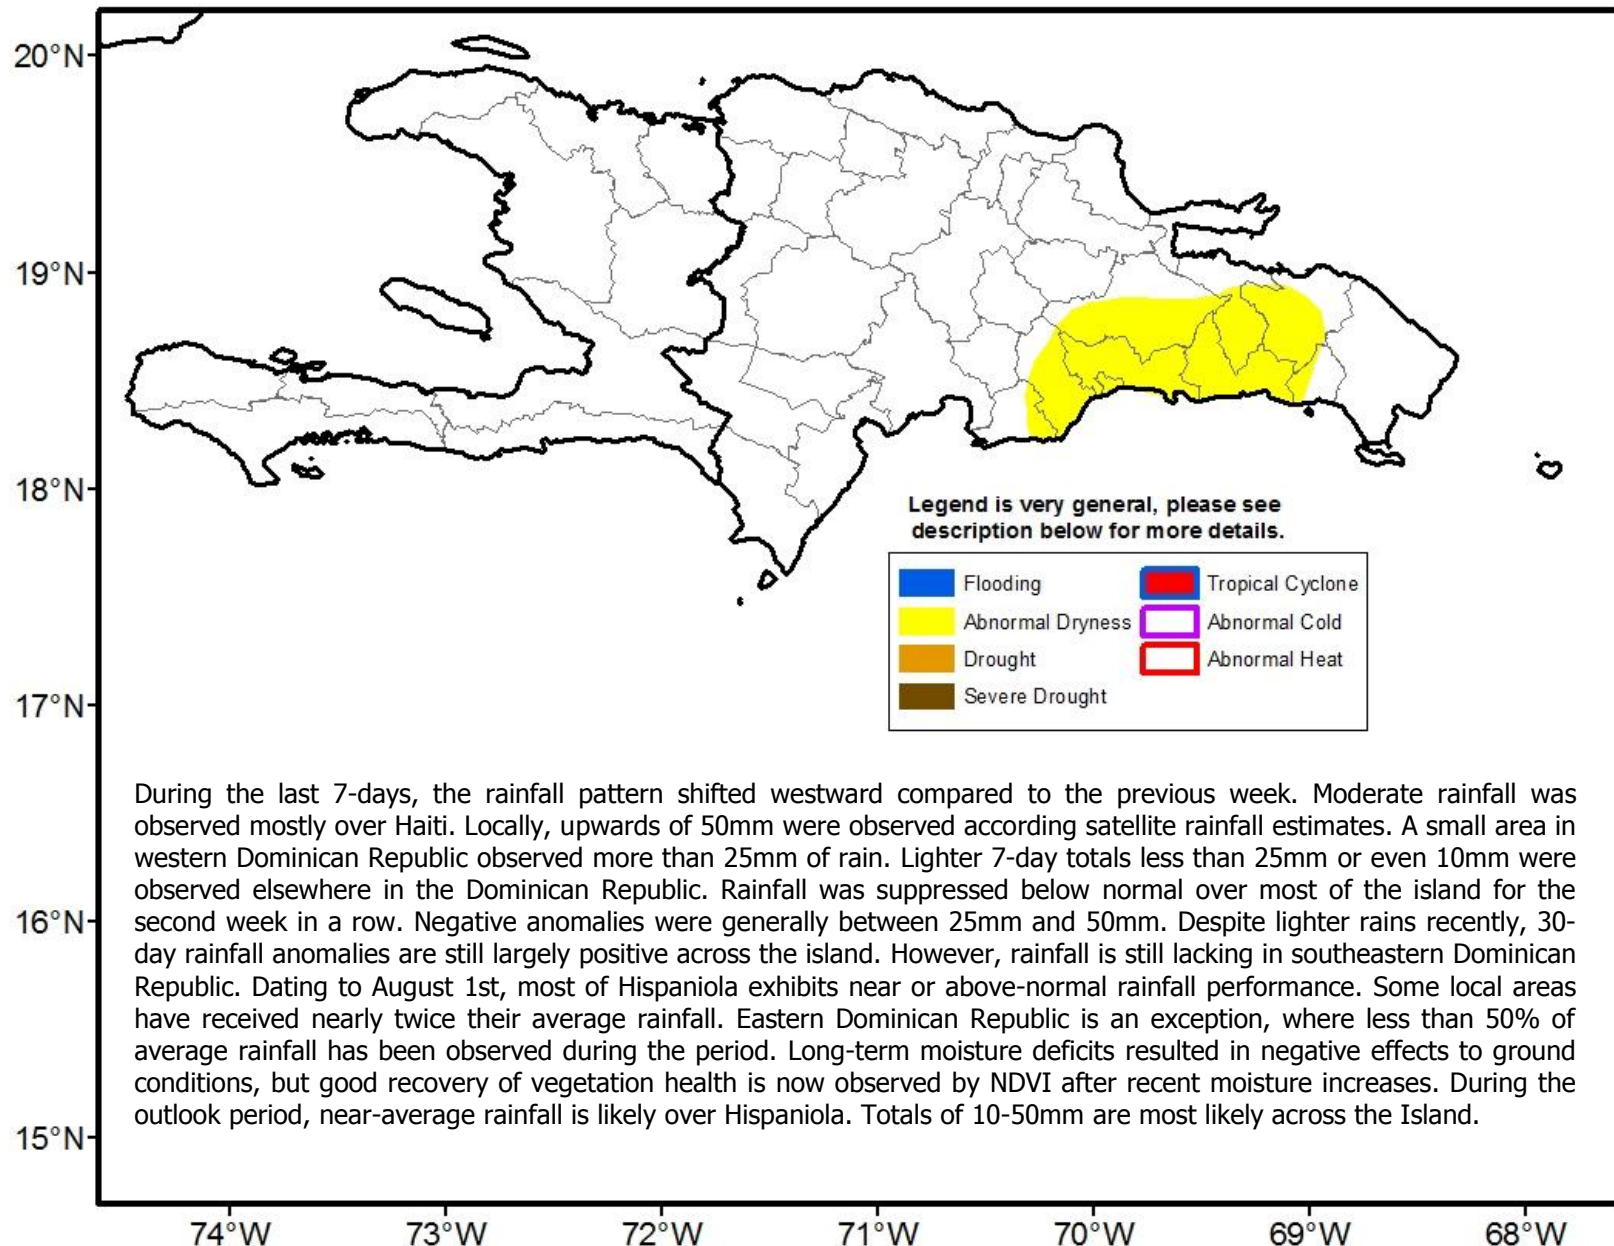 20°N
19°N
18°N
17°N
16°N
15°N
Legend is very general, please see
description below for more details.
Flooding
Abnormal Dryness
Drought
Severe Drought
Tropical Cyclone
Abnormal Cold
Abnormal Heat
During the last 7-days, the rainfall pattern shifted westward compared to the previous week. Moderate rainfall was
observed mostly over Haiti. Locally, upwards of 50mm were observed according satellite rainfall estimates. A small area in
western Dominican Republic observed more than 25mm of rain. Lighter 7-day totals less than 25mm or even 10mm were
observed elsewhere in the Dominican Republic. Rainfall was suppressed below normal over most of the island for the
second week in a row. Negative anomalies were generally between 25mm and 50mm. Despite lighter rains recently, 30-
day rainfall anomalies are still largely positive across the island. However, rainfall is still lacking in southeastern Dominican
Republic. Dating to August 1st, most of Hispaniola exhibits near or above-normal rainfall performance. Some local areas
have received nearly twice their average rainfall. Eastern Dominican Republic is an exception, where less than 50% of
average rainfall has been observed during the period. Long-term moisture deficits resulted in negative effects to ground
conditions, but good recovery of vegetation health is now observed by NDVI after recent moisture increases. During the
outlook period, near-average rainfall is likely over Hispaniola. Totals of 10-50mm are most likely across the Island.
74°W 73°W 72°W 71°W 70°W 69°W 68°W